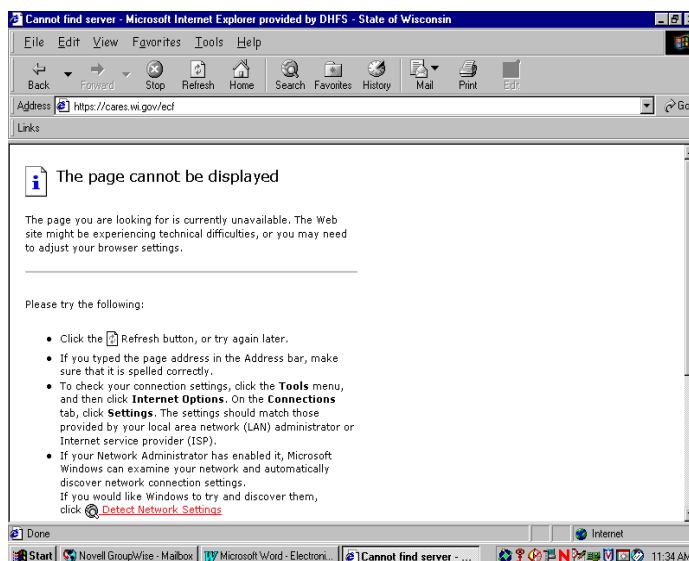 Cannot find server - Microsoft Internet Explorer provided by DHFS - State of Wisconsin
File Edit View Favorites Tools Help
Back Forward Stop Refresh Home Search Favorites History Mail Print Edit
Address https://cares.wi.gov/ecf Go
Links
The page cannot be displayed
The page you are looking for is currently unavailable. The Web
site might be experiencing technical difficulties, or you may need
to adjust your browser settings.
Please try the following:
Click the Refresh button, or try again later.
If you typed the page address in the Address bar, make
sure that it is spelled correctly.
To check your connection settings, click the Tools menu,
and then click Internet Options. On the Connections
tab, click Settings. The settings should match those
provided by your local area network (LAN) administrator or
Internet service provider (ISP).
If your Network Administrator has enabled it, Microsoft
Windows can examine your network and automatically
discover network connection settings.
If you would like Windows to try and discover them,
click Detect Network Settings
Done Internet
Start Novell GroupWise - Mailbox Microsoft Word - Electroni... Cannot find server - ... 11:34 AM